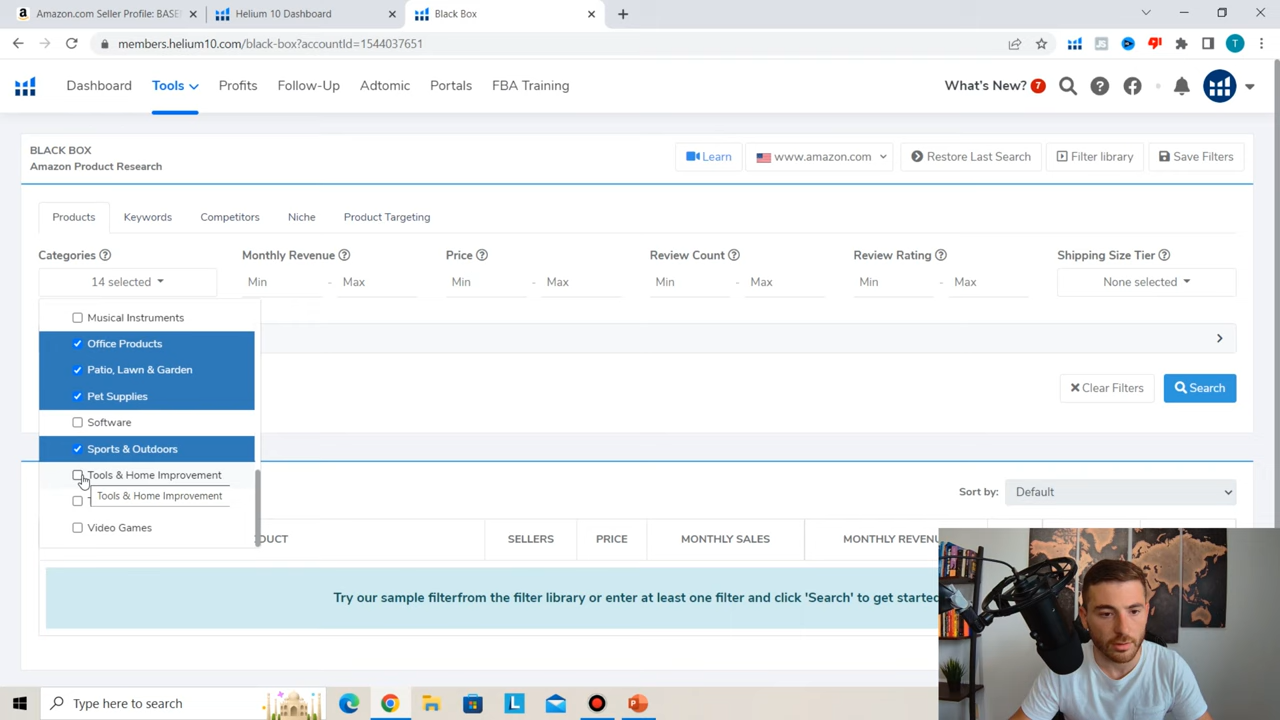 Amazon.com Seller Profile: BASE
Helium 10 Dashboard
Black Box
members.helium10.com/black-box?accountId=1544037651
T
Dashboard
Tools
Profits
Follow-Up
Adtomic
Portals
FBA Training
What's New? 7
BLACK BOX
Amazon Product Research
Learn
www.amazon.com
Restore Last Search
Filter library
Save Filters
Products
Keywords
Competitors
Niche
Product Targeting
Categories
Monthly Revenue
Price
Review Count
Review Rating
Shipping Size Tier
14 selected
Min - Max
Min - Max
Min - Max
Min - Max
None selected
Musical Instruments
Office Products
Patio, Lawn & Garden
Pet Supplies
Software
Sports & Outdoors
Tools & Home Improvement
Tools & Home Improvement
Video Games
Clear Filters
Search
Sort by: Default
DUCT
SELLERS
PRICE
MONTHLY SALES
MONTHLY REVENU
Try our sample filterfrom the filter library or enter at least one filter and click 'Search' to get started
Type here to search